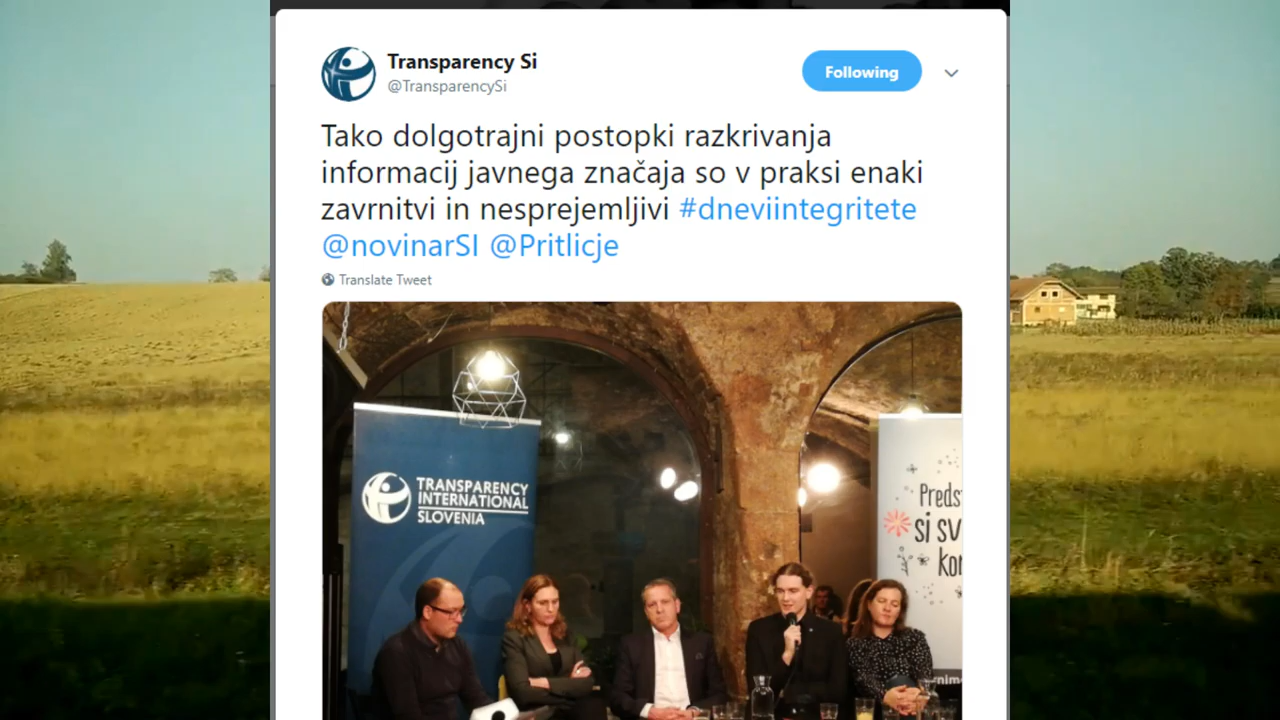 Transparency Si
@TransparencySi
Following
Tako dolgotrajni postopki razkrivanja
informacij javnega značaja so v praksi enaki
zavrnitvi in nesprejemljivi #dneviintegritete
@novinarSI @Pritlicje
Translate Tweet
TRANSPARENCY
INTERNATIONAL
SLOVENIA
Preds
si sv
kor